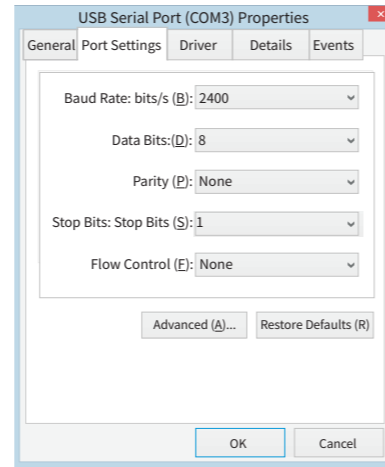 USB Serial Port (COM3) Properties
General Port Settings Driver Details Events
Baud Rate: bits/s (B): 2400
Data Bits:(D): 8
Parity (P): None
Stop Bits: Stop Bits (S): 1
Flow Control (F): None
Advanced (A)... Restore Defaults (R)
OK Cancel